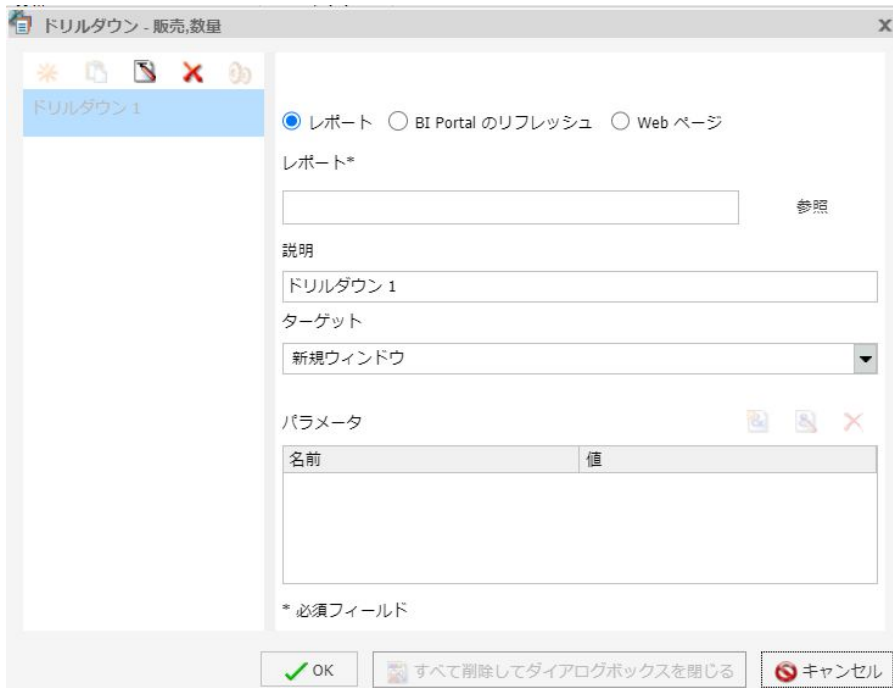 ドリルダウン - 販売,数量
x
ドリルダウン 1
レポート BI Portal のリフレッシュ Web ページ
レポート*
参照
説明
ドリルダウン 1
ターゲット
新規ウィンドウ
パラメータ
名前 値
* 必須フィールド
OK すべて削除してダイアログボックスを閉じる キャンセル